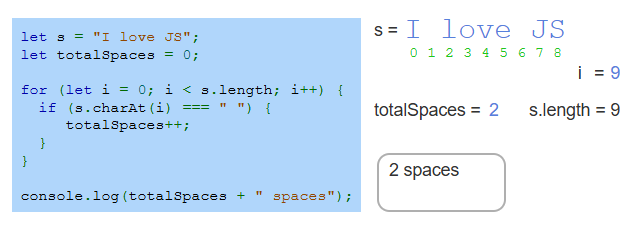 let s = "I love JS";
let totalSpaces = 0;
for (let i = 0; i < s.length; i++) {
if (s.charAt(i) === " ") {
totalSpaces++;
}
}
console.log(totalSpaces + " spaces");
s = I love JS
0 1 2 3 4 5 6 7 8
i = 9
totalSpaces = 2 s.length = 9
2 spaces